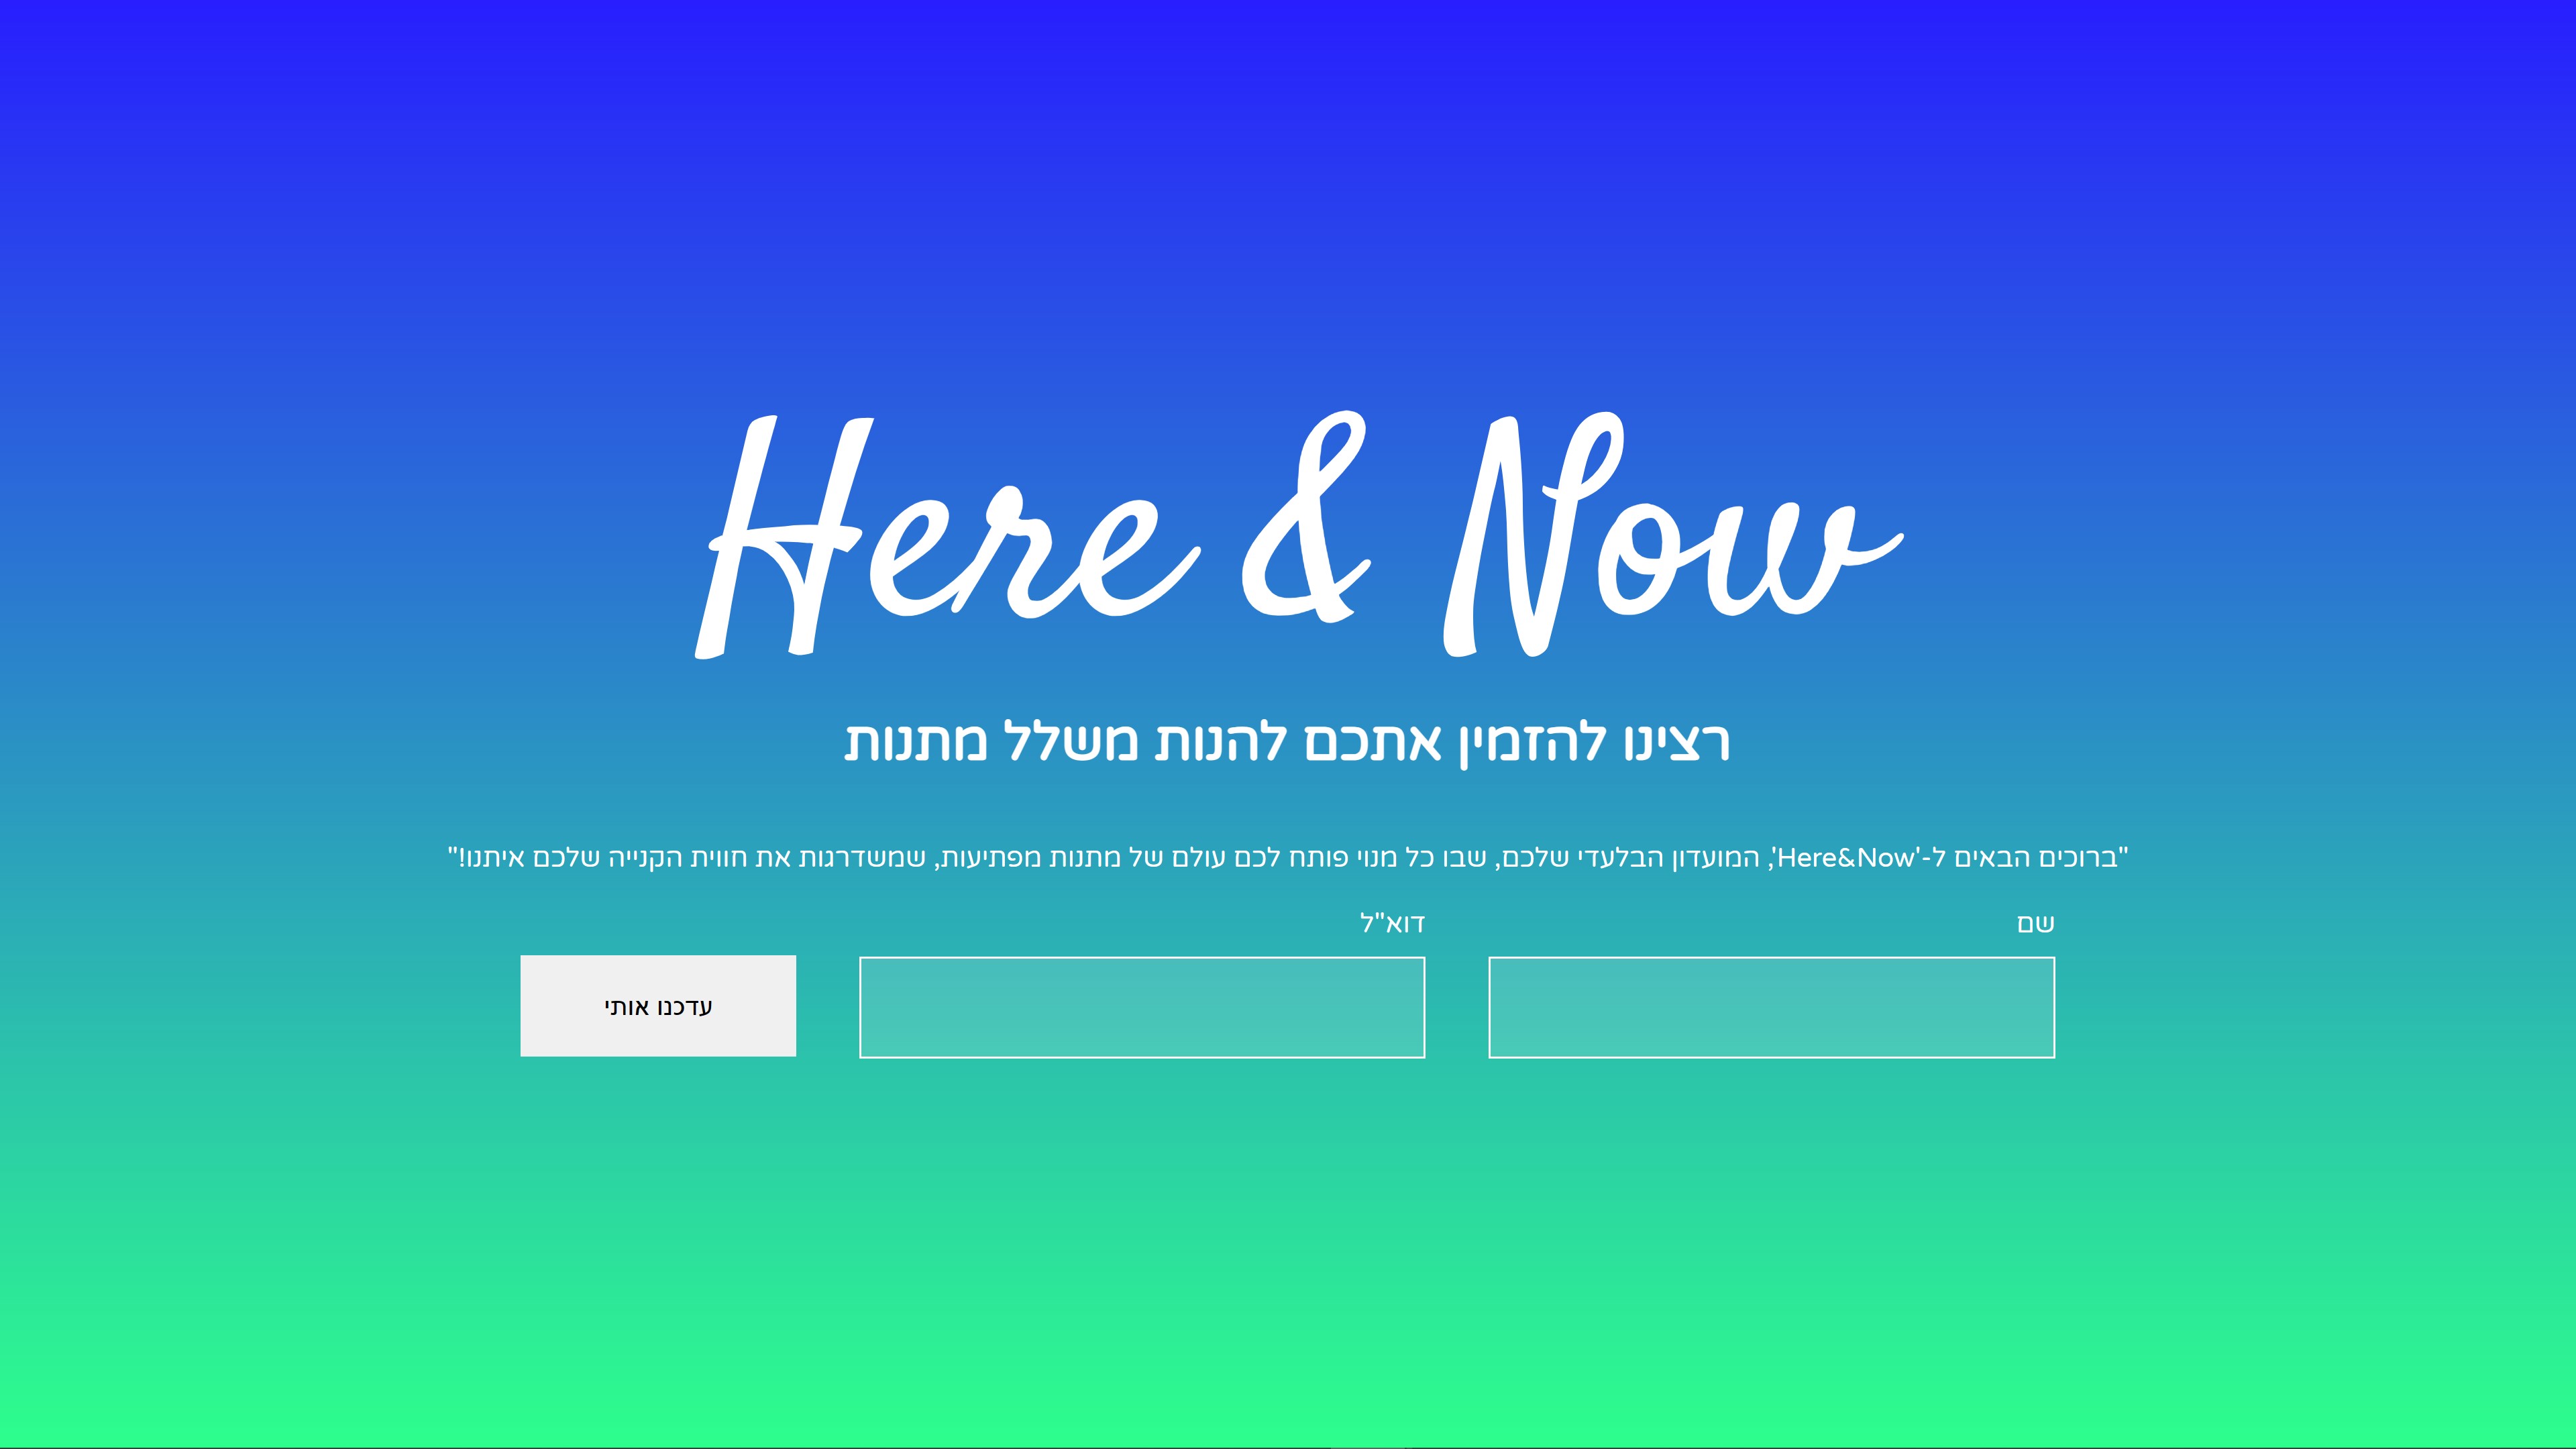 Here & Now
רצינו להזמין אתכם להנות משלל מתנות
"ברוכים הבאים ל-'Here&Now', המועדון הבלעדי שלכם, שבו כל מנוי פותח לכם עולם של מתנות מפתיעות, שמשדרגות את חווית הקנייה שלכם איתנו!"
שם
דוא"ל
עדכנו אותי